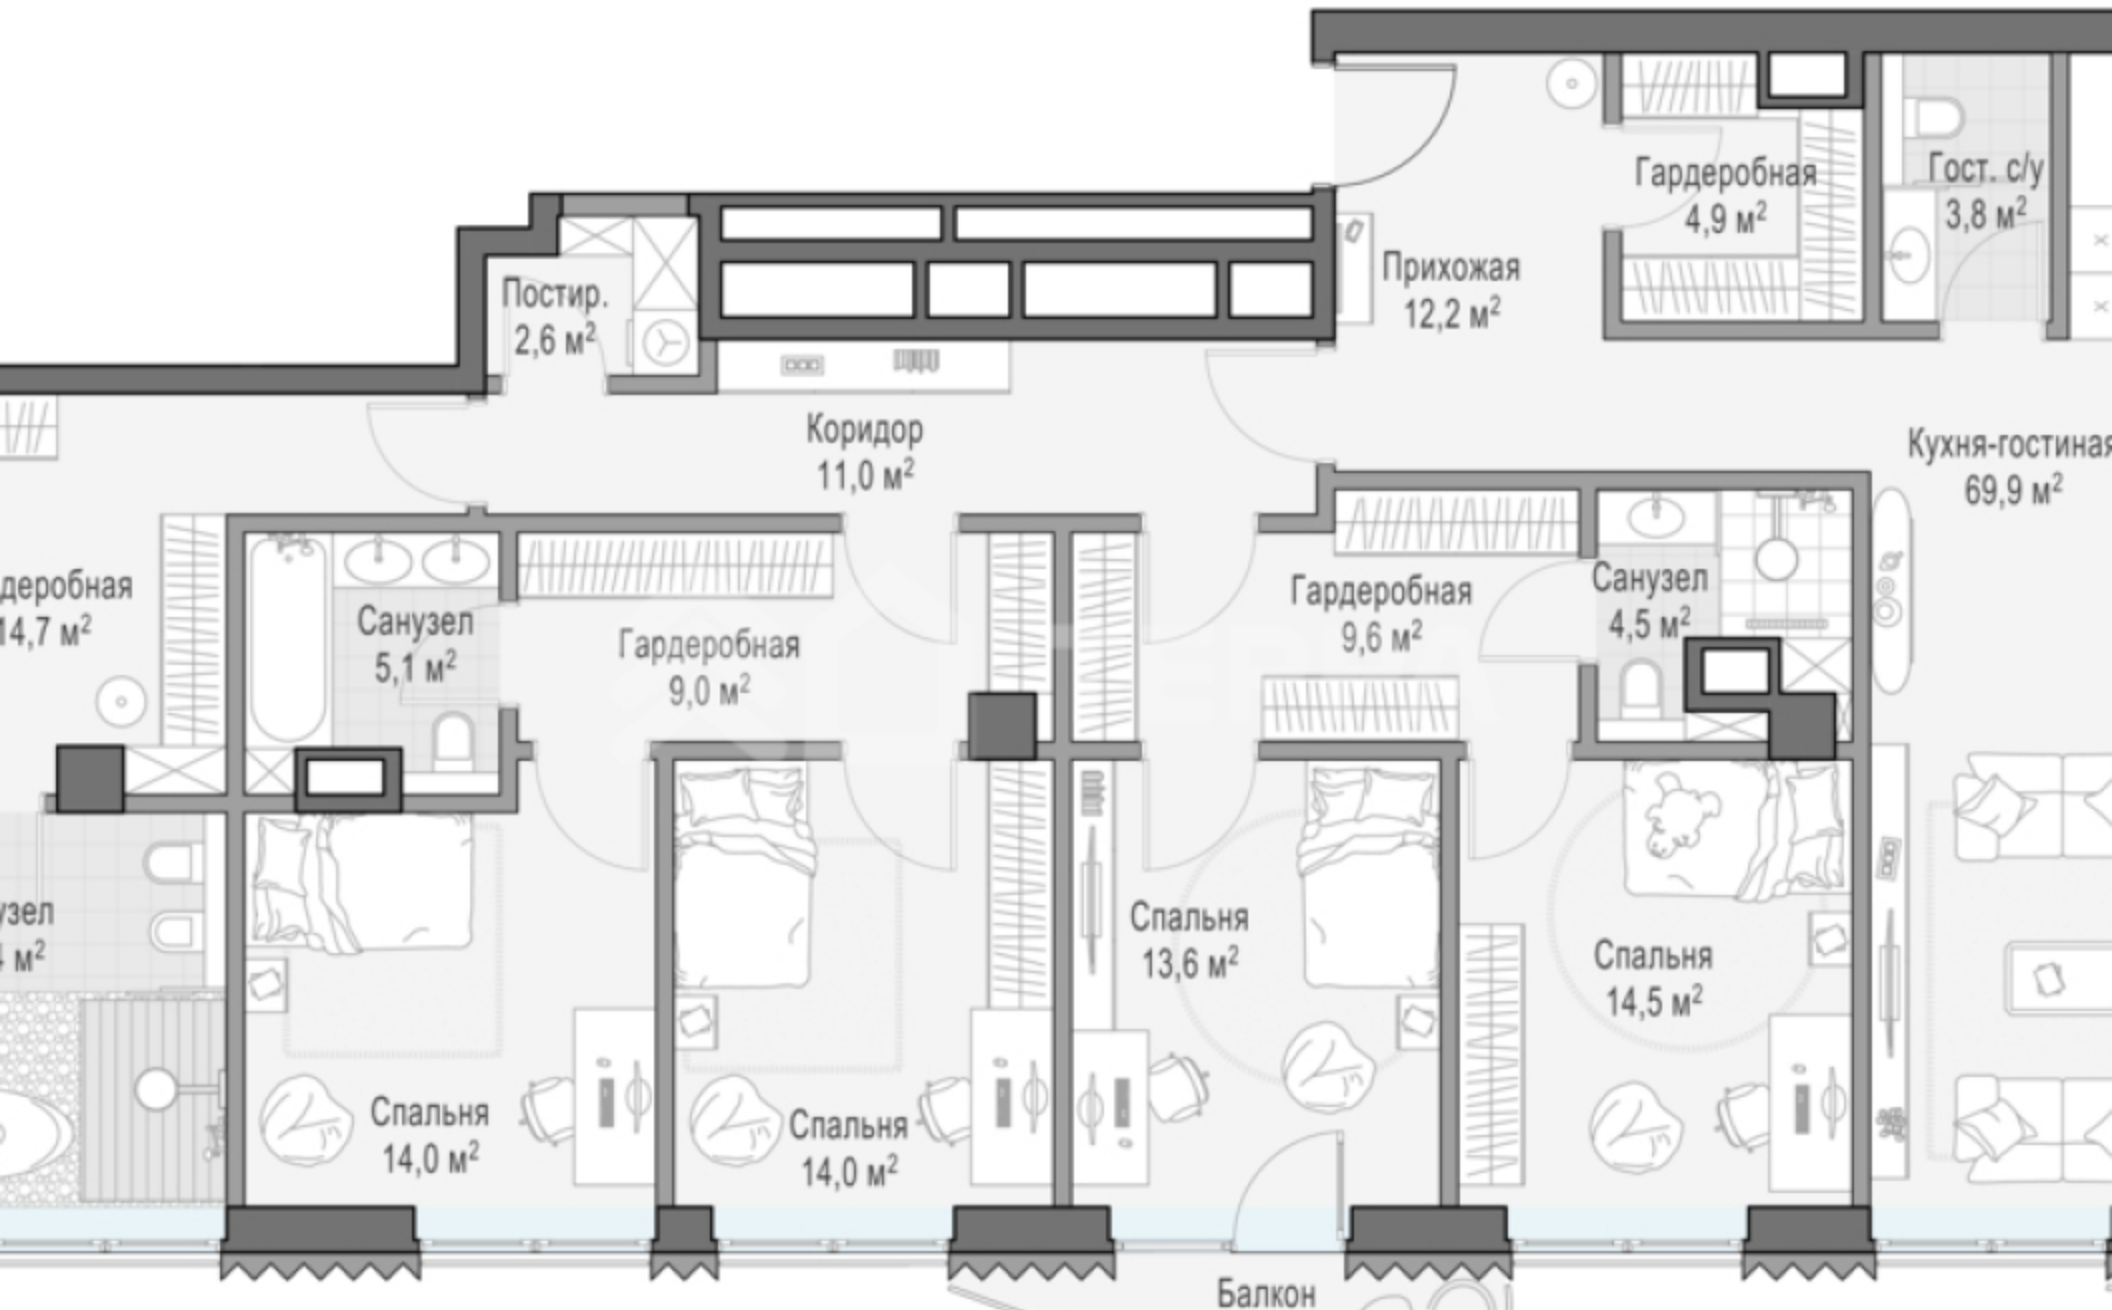 Гардеробная
4,9 м²
Гост. с/у
3,8 м²
Прихожая
12,2 м²
Постир.
2,6 м²
Коридор
11,0 м²
Кухня-гостиная
69,9 м²
деробная
14,7 м²
Санузел
5,1 м²
Гардеробная
9,0 м²
Гардеробная
9,6 м²
Санузел
4,5 м²
узел
4 м²
Спальня
13,6 м²
Спальня
14,5 м²
Спальня
14,0 м²
Спальня
14,0 м²
Балкон